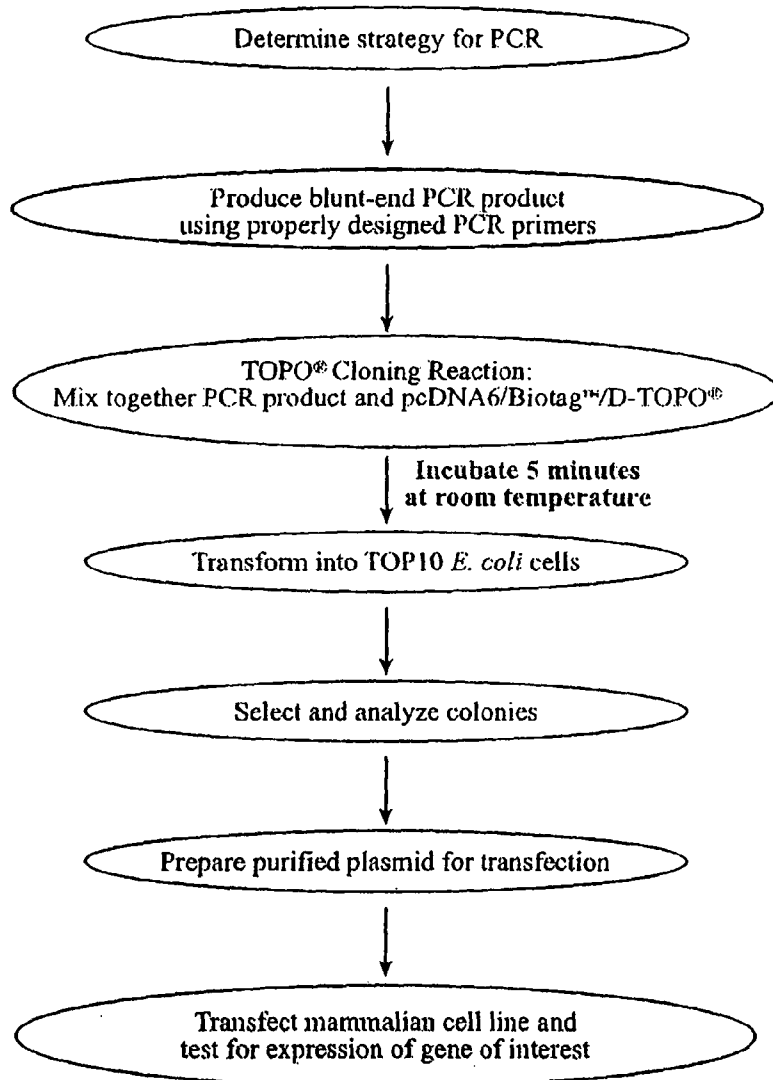 Determine strategy for PCR
Produce blunt-end PCR product
using properly designed PCR primers
TOPO® Cloning Reaction:
Mix together PCR product and pcDNA6/Biotag™/D-TOPO®
Incubate 5 minutes
at room temperature
Transform into TOP10 E. coli cells
Select and analyze colonies
Prepare purified plasmid for transfection
Transfect mammalian cell line and
test for expression of gene of interest